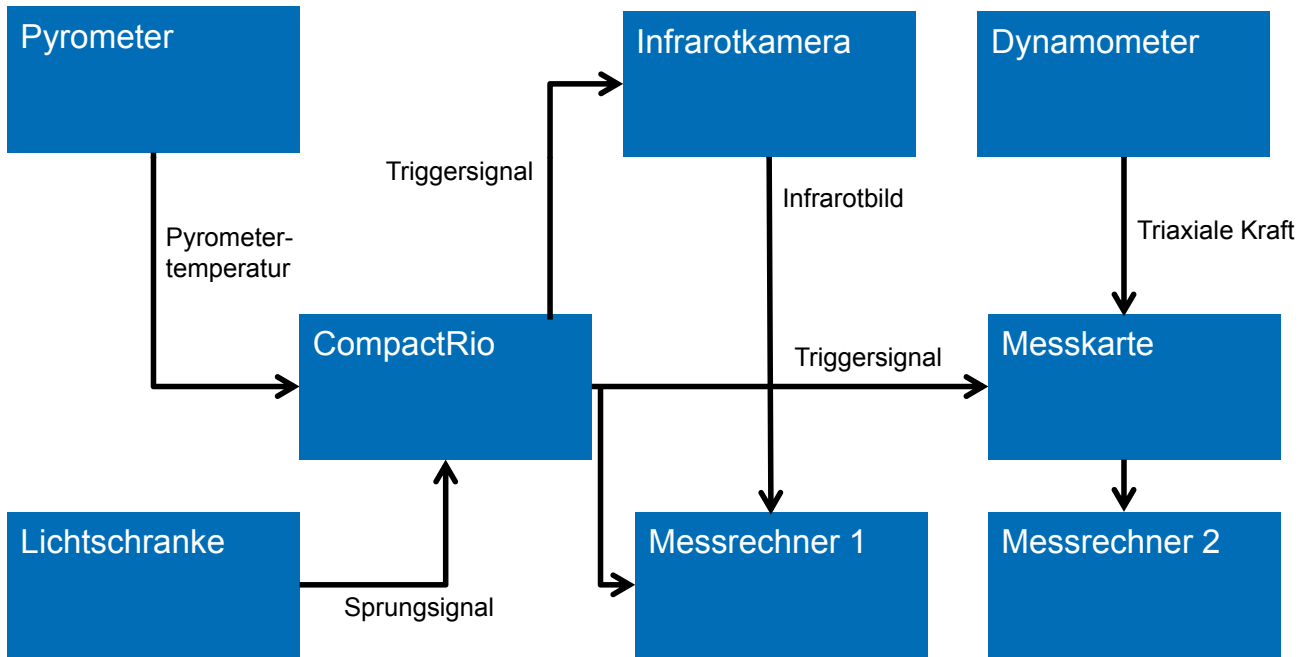 Pyrometer
Infrarotkamera
Dynamometer
Triggersignal
Infrarotbild
Pyrometer-
temperatur
Triaxiale Kraft
CompactRio
Triggersignal
Messkarte
Lichtschranke
Sprungsignal
Messrechner 1
Messrechner 2